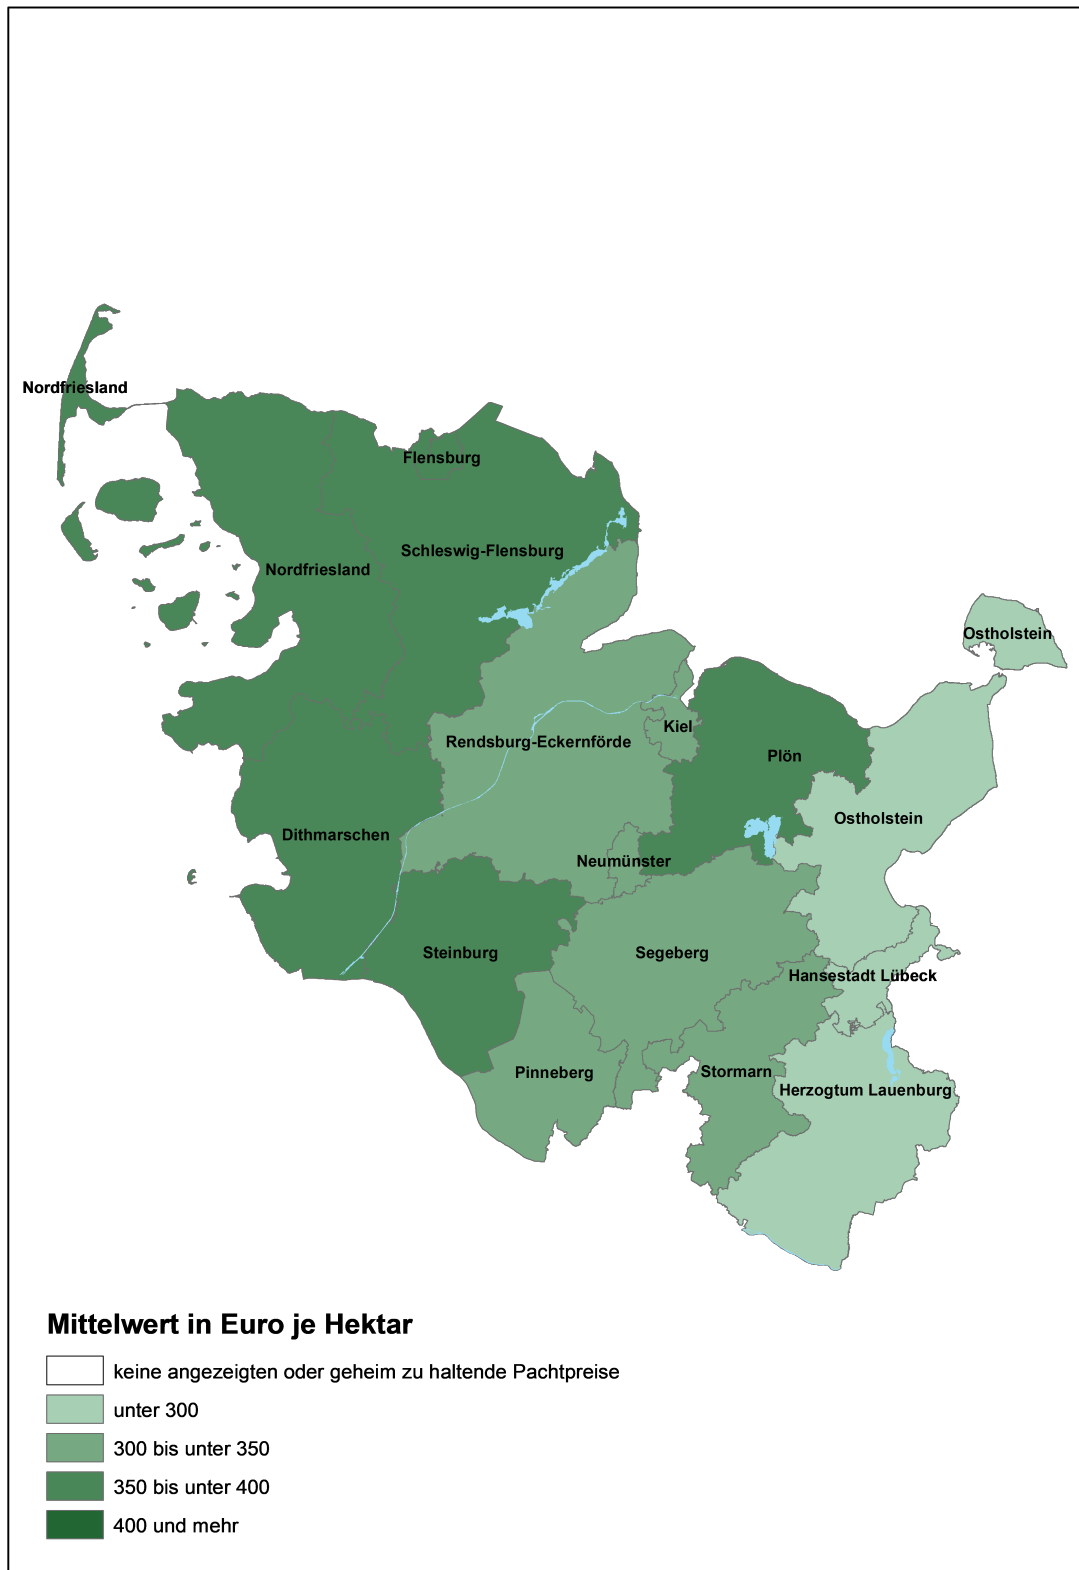 Nordfriesland
Flensburg
Schleswig-Flensburg
Nordfriesland
Ostholstein
Kiel
Rendsburg-Eckernförde
Plön
Ostholstein
Dithmarschen
Neumünster
Steinburg
Segeberg
Hansestadt Lübeck
Pinneberg
Stormarn
Herzogtum Lauenburg
Mittelwert in Euro je Hektar
keine angezeigten oder geheim zu haltende Pachtpreise
unter 300
300 bis unter 350
350 bis unter 400
400 und mehr